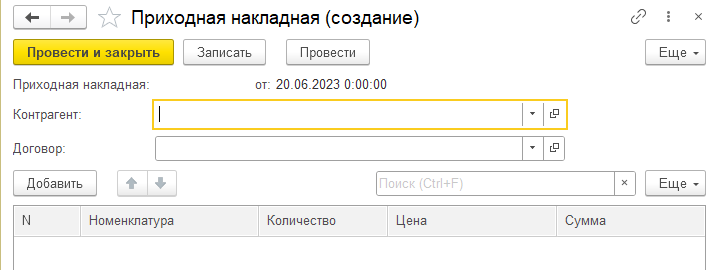 Приходная накладная (создание)
Провести и закрыть Записать Провести Еще
Приходная накладная: от: 20.06.2023 0:00:00
Контрагент:
Договор:
Добавить Поиск (Ctrl+F) × Еще
N Номенклатура Количество Цена Сумма